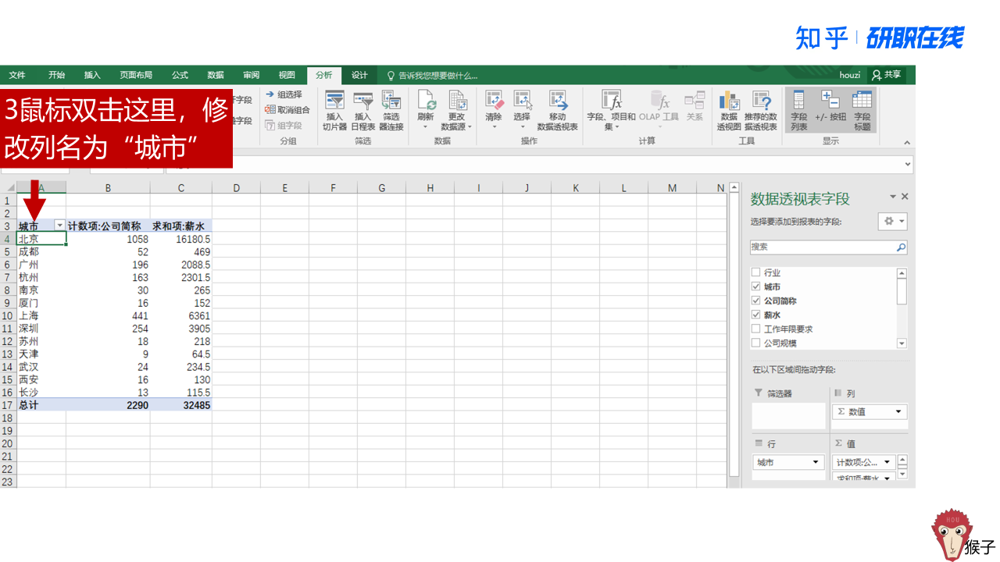 知乎 研职在线
文件 开始 插入 页面布局 公式 数据 审阅 视图 分析 设计 告诉我您想要做什么... houzi 共享
3鼠标双击这里，修
改列名为“城市”
字段
字段
组选择
取消组合
组字段
分组
插入
切片器
插入
日程表
筛选
器连接
筛选
刷新
更改
数据源
数据
清除
选择
移动
数据透视表
操作
字段、项目和
集
OLAP 工具
关系
计算
数据
透视图
推荐的数
据透视表
工具
字段
列表
+/- 按钮
字段
标题
显示
A B C D E F G H I J K L M N
1
2
3 城市 计数项:公司简称 求和项:薪水
4 北京 1058 16180.5
5 成都 52 469
6 广州 196 2088.5
7 杭州 163 2301.5
8 南京 30 265
9 厦门 16 152
10 上海 441 6361
11 深圳 254 3905
12 苏州 18 218
13 天津 9 64.5
14 武汉 24 234.5
15 西安 16 130
16 长沙 13 115.5
17 总计 2290 32485
18
19
20
21
22
23
数据透视表字段
选择要添加到报表的字段:
搜索
行业
城市
公司简称
薪水
工作年限要求
公司规模
在以下区域间拖动字段:
筛选器
列
Σ 数值
行
Σ 值
城市
计数项:公...
求和项:薪水
HOU
猴子